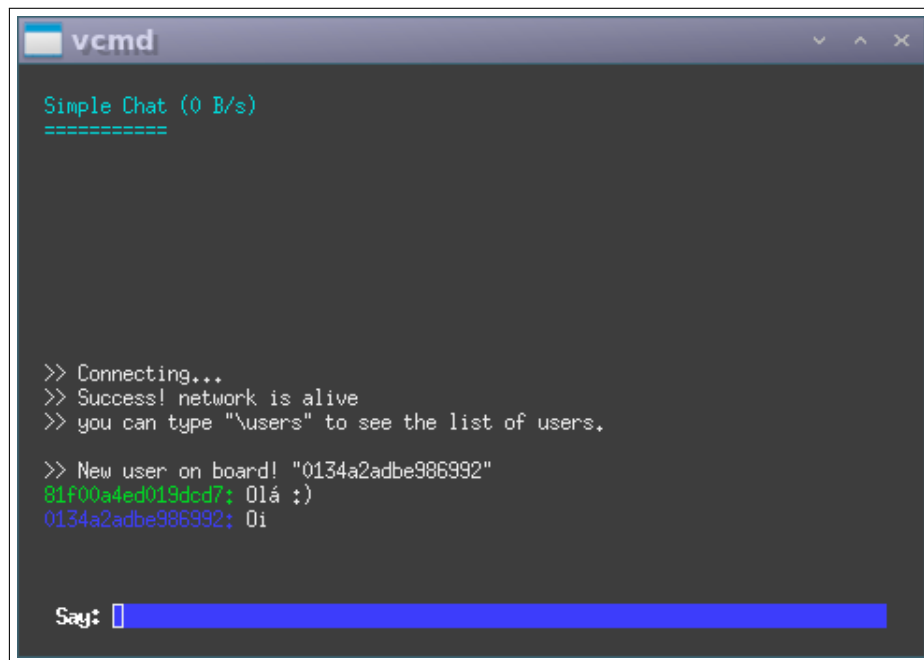 vcmd
Simple Chat (0 B/s)
===========
>> Connecting...
>> Success! network is alive
>> you can type "\users" to see the list of users.
>> New user on board! "0134a2adbe986992"
81f00a4ed019dcd7: Olá :)
0134a2adbe986992: Oi
Say: